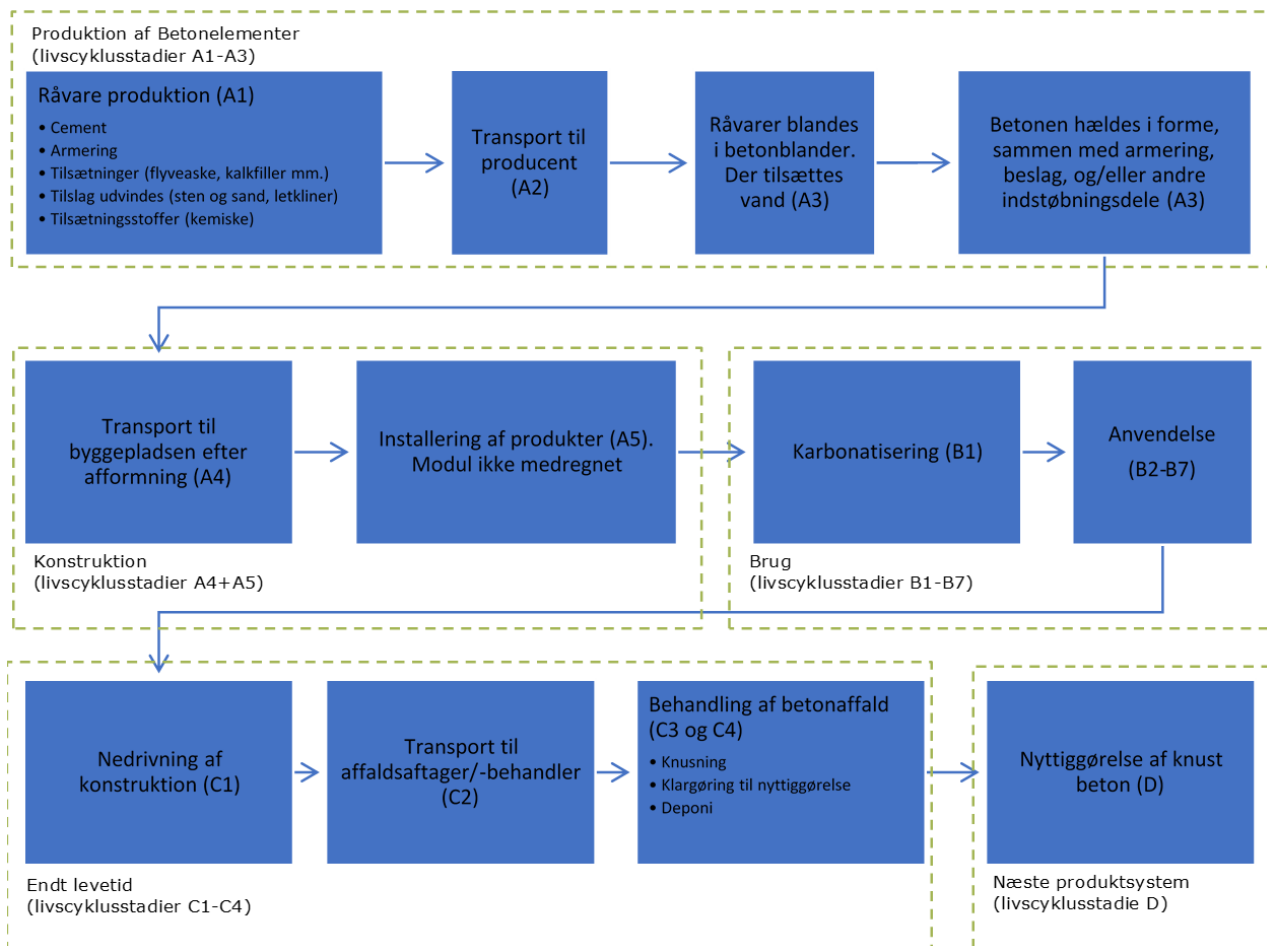 Produktion af Betonelementer
(livscyklusstadier A1-A3)
Råvare produktion (A1)
• Cement
• Armering
• Tilsætninger (flyveaske, kalkfiller mm.)
• Tilslag udvindes (sten og sand, letkliner)
• Tilsætningsstoffer (kemiske)
Transport til
producent
(A2)
Råvarer blandes
i betonblander.
Der tilsættes
vand (A3)
Betonen hældes i forme,
sammen med armering,
beslag, og/eller andre
indstøbningsdele (A3)
Transport til
byggepladsen efter
afformning (A4)
Installering af produkter (A5).
Modul ikke medregnet
Konstruktion
(livscyklusstadier A4+A5)
Karbonatisering (B1)
Anvendelse
(B2-B7)
Brug
(livscyklusstadier B1-B7)
Nedrivning af
konstruktion (C1)
Transport til
affaldsaftager/-behandler
(C2)
Behandling af betonaffald
(C3 og C4)
• Knusning
• Klargøring til nyttiggørelse
• Deponi
Endt levetid
(livscyklusstadier C1-C4)
Nyttiggørelse af knust
beton (D)
Næste produktsystem
(livscyklusstadie D)